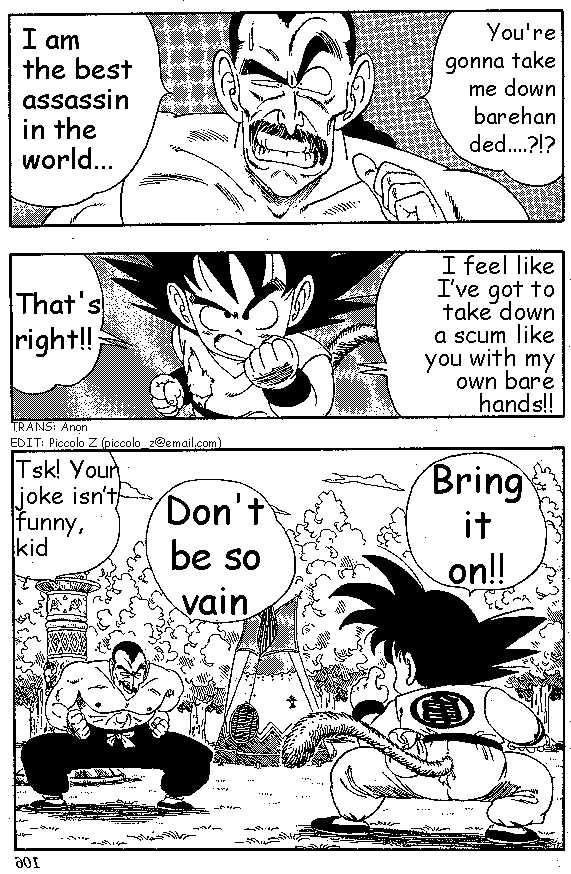 I am
the best
assassin
in the
world...
You're
gonna take
me down
barehan
ded....?!?
That's
right!!
I feel like
I've got to
take down
a scum like
you with my
own bare
hands!!
TRANS: Anon
EDIT: Piccolo Z (piccolo_z@email.com)
Tsk! Your
joke isn't
funny,
kid
Don't
be so
vain
Bring
it
on!!
106